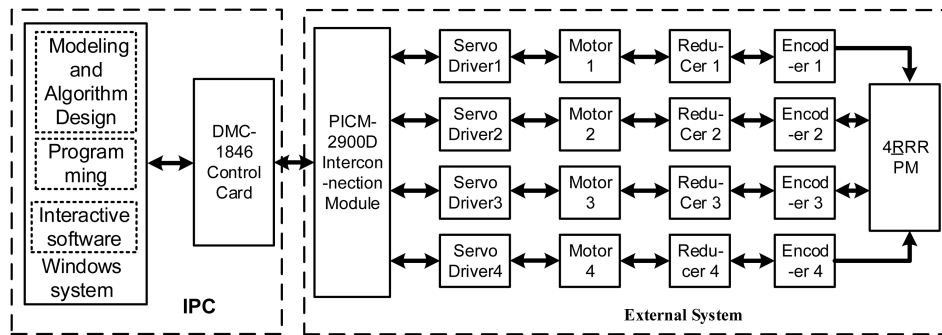 Modeling
and
Algorithm
Design
Program
ming
Interactive
software
Windows
system
DMC-
1846
Control
Card
IPC
PICM-
2900D
Intercon
-nection
Module
Servo
Driver1
Motor
1
Redu-
Cer 1
Encod
-er 1
Servo
Driver2
Motor
2
Redu-
Cer 2
Encod
-er 2
Servo
Driver3
Motor
3
Redu-
Cer 3
Encod
-er 3
Servo
Driver4
Motor
4
Redu-
cer 4
Encod
-er 4
4RRR
PM
External System